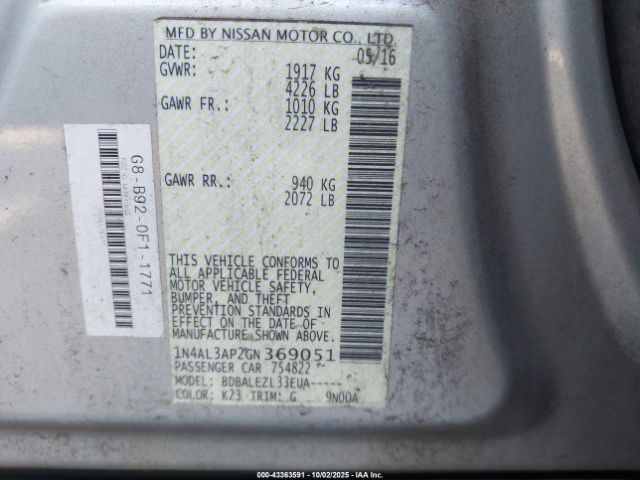 MFD BY NISSAN MOTOR CO., LTD.
DATE: 05/16
GVWR: 1917 KG
4226 LB
GAWR FR.: 1010 KG
2227 LB
GAWR RR.: 940 KG
2072 LB
THIS VEHICLE CONFORMS TO
ALL APPLICABLE FEDERAL
MOTOR VEHICLE SAFETY,
BUMPER, AND THEFT
PREVENTION STANDARDS IN
EFFECT ON THE DATE OF
MANUFACTURE SHOWN ABOVE.
1N4AL3AP2GN369051
PASSENGER CAR 754822
MODEL: BDBALEZL33EUA-----
COLOR: K23 TRIM: G 9N00A
G8-B92-0F1-1771
000-43363591 - 10/02/2025 - IAA Inc.